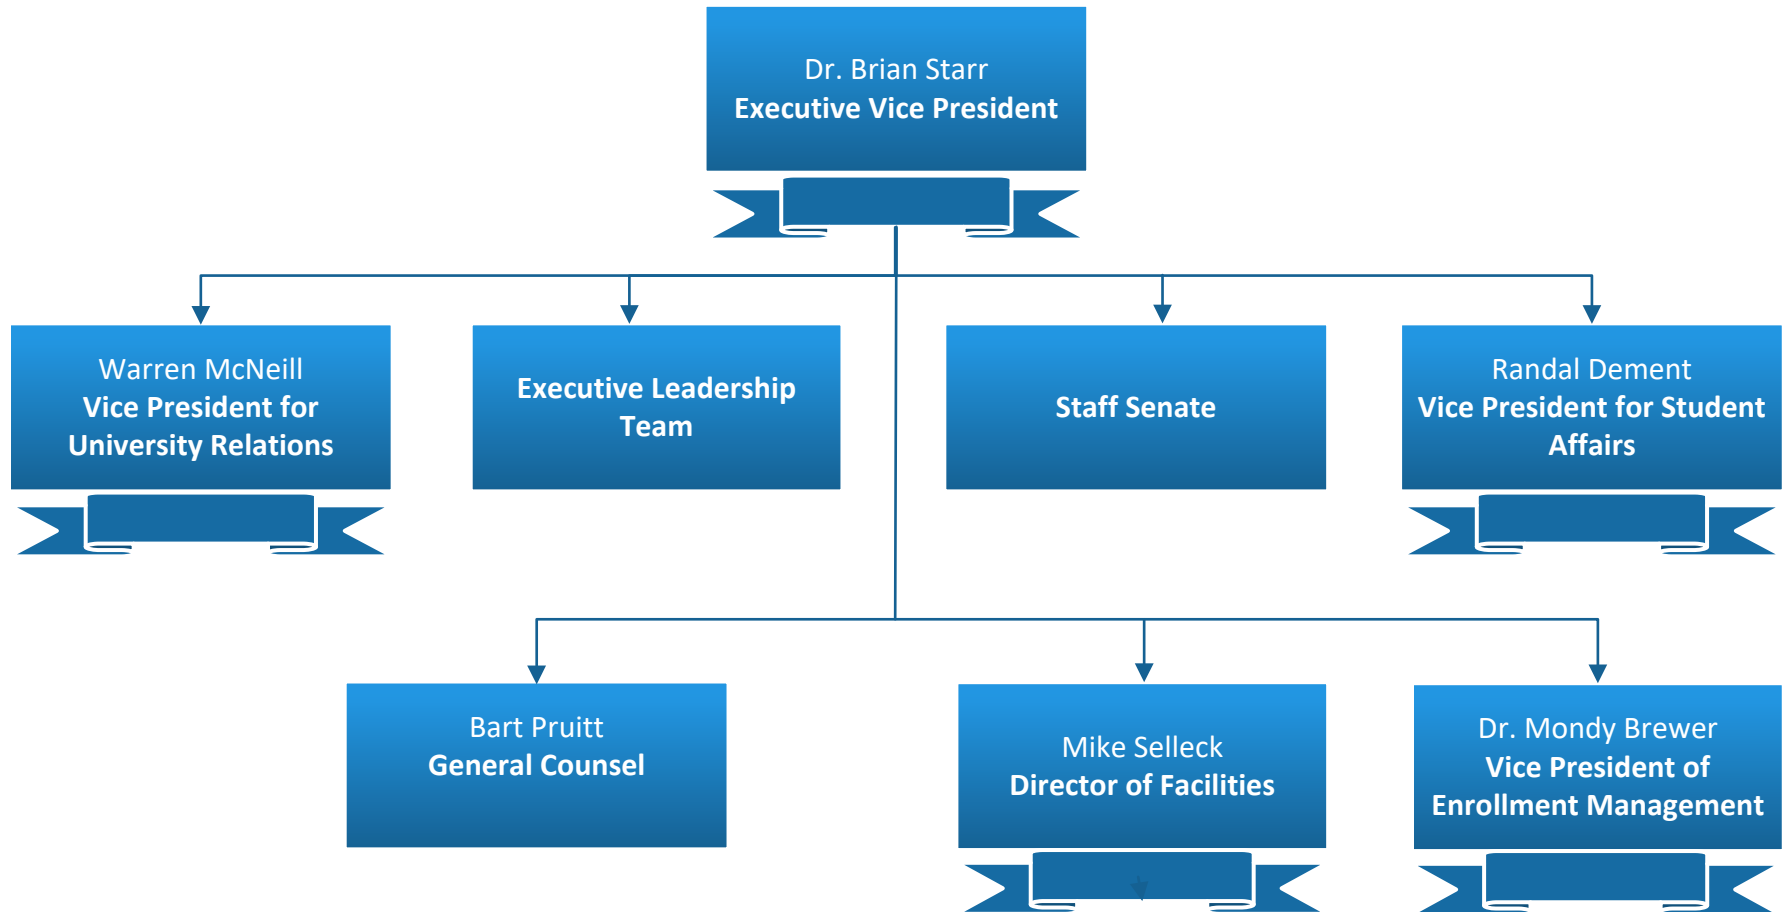 Dr. Brian Starr
Executive Vice President
Warren McNeill
Vice President for
University Relations
Executive Leadership
Team
Staff Senate
Randal Dement
Vice President for Student
Affairs
Bart Pruitt
General Counsel
Mike Selleck
Director of Facilities
Dr. Mondy Brewer
Vice President of
Enrollment Management